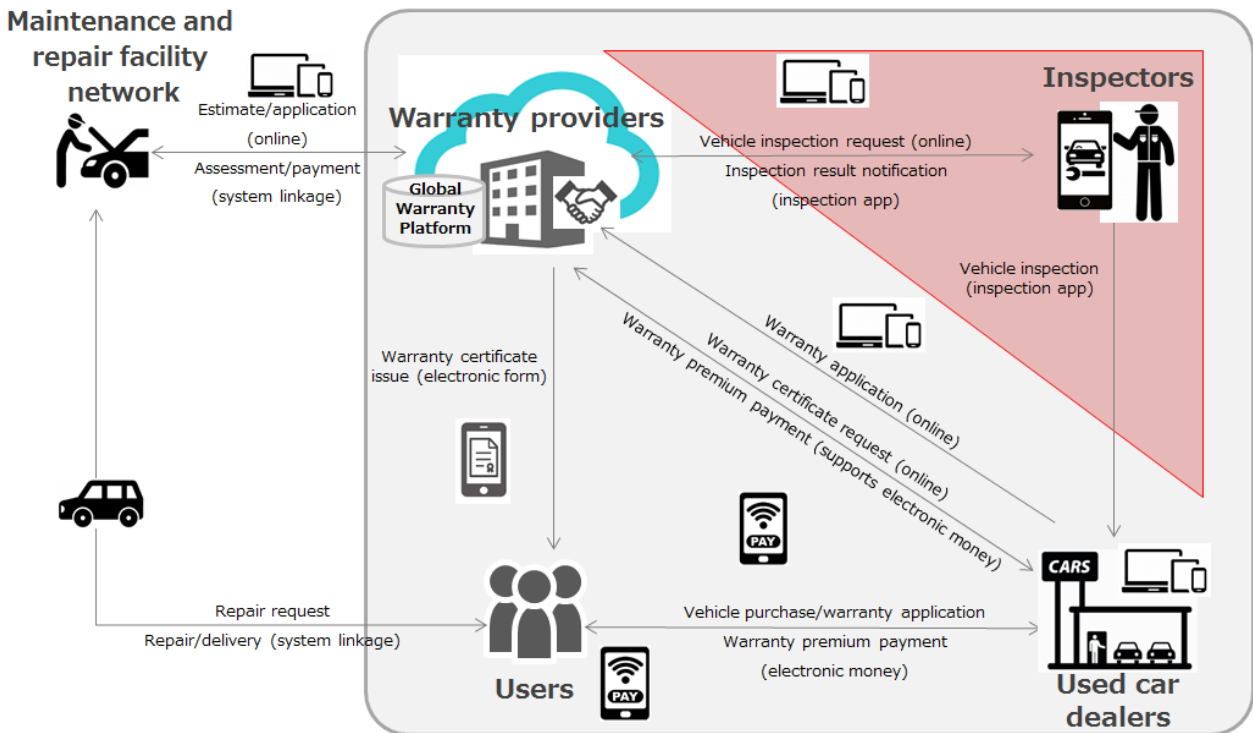 Maintenance and
repair facility
network
Estimate/application
(online)
Assessment/payment
(system linkage)
Warranty providers
Global
Warranty
Platform
Vehicle inspection request (online)
Inspection result notification
(inspection app)
Inspectors
Vehicle inspection
(inspection app)
Warranty application (online)
Warranty certificate request (online)
Warranty premium payment (supports electronic money)
Warranty certificate
issue (electronic form)
PAY
Repair request
Repair/delivery (system linkage)
Users
PAY
Vehicle purchase/warranty application
Warranty premium payment
(electronic money)
CARS
Used car
dealers